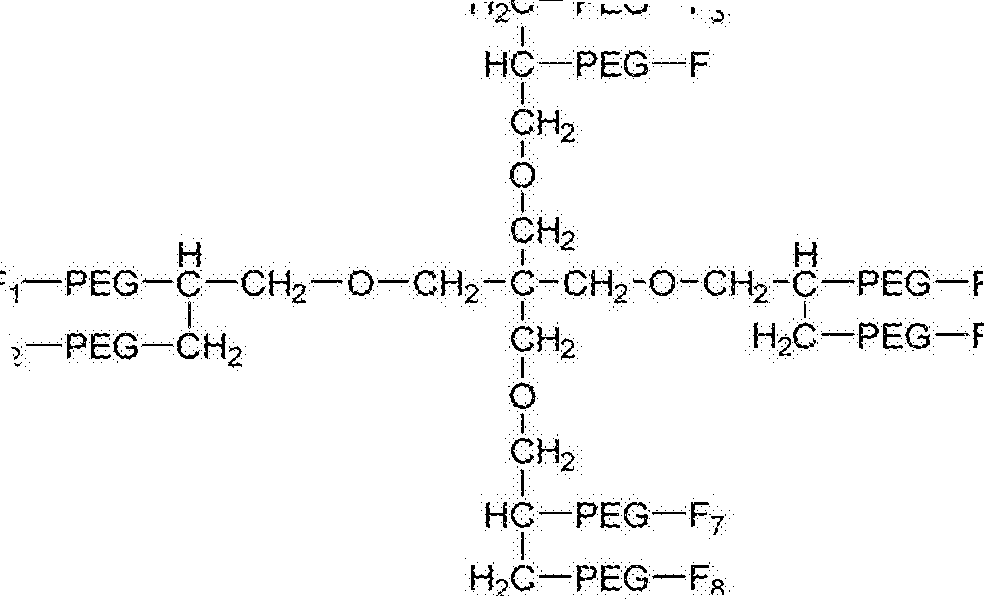 HC—PEG—F
CH₂
O
CH₂
H H
₁—PEG—C—CH₂—O—CH₂—C—CH₂—O—CH₂—C—PEG—
—PEG—CH₂ CH₂ H₂C—PEG—
O
CH₂
HC—PEG—F₇
H₂C—PEG—F₈